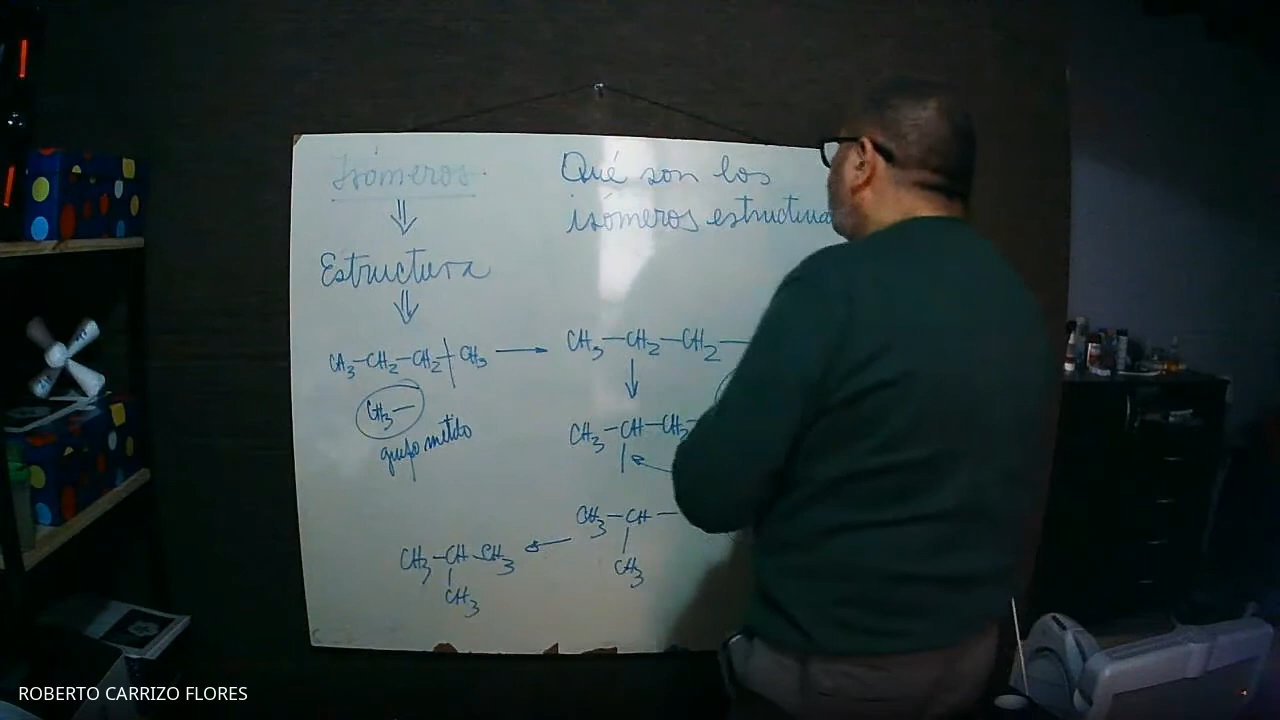 Isómeros
Estructura
CH3-CH2-CH2 CH3
CH3-
grupo metilo
CH3-CH-CH3
CH3
Qué son los
isómeros estructura
CH3-CH2-CH2-
CH3-CH-CH2
CH3-CH-
CH3
ROBERTO CARRIZO FLORES